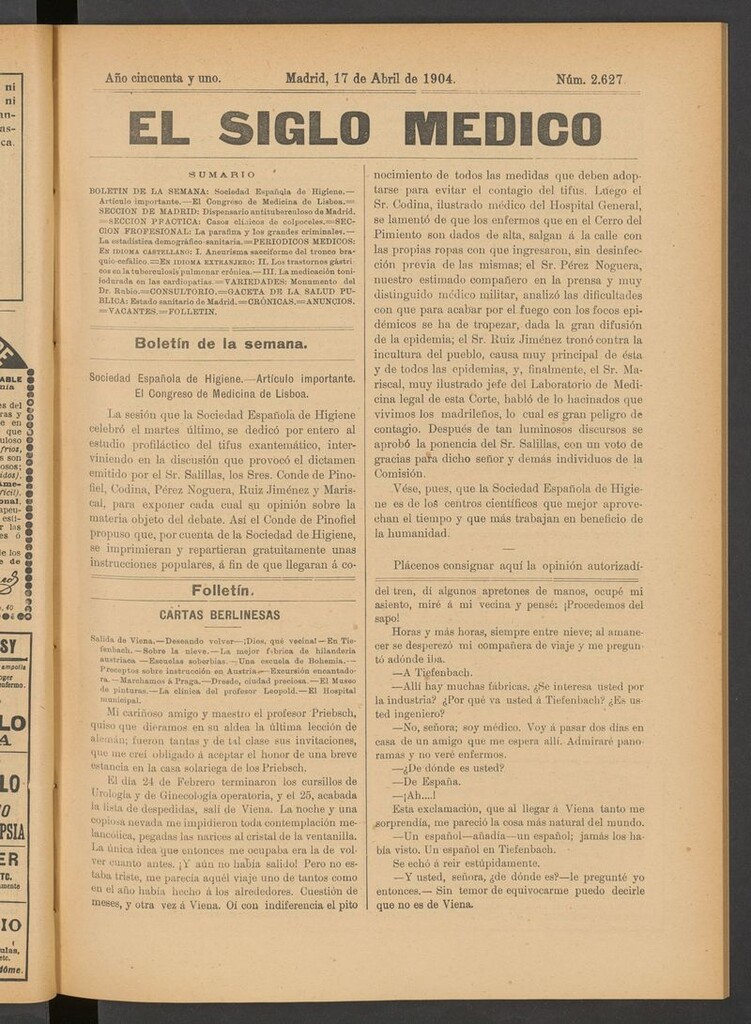 Año cincuenta y uno.
Madrid, 17 de Abril de 1904.
Núm. 2.627
EL SIGLO MEDICO
SUMARIO
BOLETIN DE LA SEMANA: Sociedad Española de Higiene.—
Artículo importante.—El Congreso de Medicina de Lisboa.=
SECCION DE MADRID: Dispensario antituberculoso de Madrid.
=SECCION PRACTICA: Casos clínicos de colpoceles.=SEC-
CION PROFESIONAL: La parafina y los grandes criminales.—
La estadística demográfico-sanitaria.=PERIODICOS MEDICOS:
EN IDIOMA CASTELLANO: I. Aneurisma sacciforme del tronco bra-
quio-cefálico.=EN IDIOMA EXTRANJERO: II. Los trastornos gástri-
cos en la tuberculosis pulmonar crónica.—III. La medicación toni-
iodurada en las cardiopatías.=VARIEDADES: Monumento del
Dr. Rubio.=CONSULTORIO.=GACETA DE LA SALUD PÚ-
BLICA: Estado sanitario de Madrid.=CRÓNICAS.=ANUNCIOS.
=VACANTES.=FOLLETIN.
Boletín de la semana.
Sociedad Española de Higiene.—Artículo importante.
El Congreso de Medicina de Lisboa.
La sesión que la Sociedad Española de Higiene
celebró el martes último, se dedicó por entero al
estudio profiláctico del tifus exantemático, inter-
viniendo en la discusión que provocó el dictamen
emitido por el Sr. Salillas, los Sres. Conde de Pino-
fiel, Codina, Pérez Noguera, Ruiz Jiménez y Maris-
cal, para exponer cada cual su opinión sobre la
materia objeto del debate. Así el Conde de Pinofiel
propuso que, por cuenta de la Sociedad de Higiene,
se imprimieran y repartieran gratuitamente unas
instrucciones populares, á fin de que llegaran á co-
nocimiento de todos las medidas que deben adop-
tarse para evitar el contagio del tifus. Luego el
Sr. Codina, ilustrado médico del Hospital General,
se lamentó de que los enfermos que en el Cerro del
Pimiento son dados de alta, salgan á la calle con
las propias ropas con que ingresaron, sin desinfec-
ción previa de las mismas; el Sr. Pérez Noguera,
nuestro estimado compañero en la prensa y muy
distinguido médico militar, analizó las dificultades
con que para acabar por el fuego con los focos epi-
démicos se ha de tropezar, dada la gran difusión
de la epidemia; el Sr. Ruiz Jiménez tronó contra la
incultura del pueblo, causa muy principal de ésta
y de todos las epidemias, y, finalmente, el Sr. Ma-
riscal, muy ilustrado jefe del Laboratorio de Medi-
cina legal de esta Corte, habló de lo hacinados que
vivimos los madrileños, lo cual es gran peligro de
contagio. Después de tan luminosos discursos se
aprobó la ponencia del Sr. Salillas, con un voto de
gracias para dicho señor y demás individuos de la
Comisión.
Vése, pues, que la Sociedad Española de Higie-
ne es de los centros científicos que mejor aprove-
chan el tiempo y que más trabajan en beneficio de
la humanidad.
Plácenos consignar aquí la opinión autorizadí-
Folletín.
CARTAS BERLINESAS
Salida de Viena.—Deseando volver—¡Dios, qué vecina!—En Tie-
fenbach.—Sobre la nieve.—La mejor fábrica de hilandería
austriaca—Escuelas soberbias.—Una escuela de Bohemia.—
Preceptos sobre instrucción en Austria.—Excursión encantado-
ra.—Marchamos á Praga.—Dresde, ciudad preciosa.—El Museo
de pinturas.—La clínica del profesor Leopold.—El Hospital
municipal.
Mi cariñoso amigo y maestro el profesor Priebsch,
quiso que diéramos en su aldea la última lección de
alemán; fueron tantas y de tal clase sus invitaciones,
que me creí obligado á aceptar el honor de una breve
estancia en la casa solariega de los Priebsch.
El día 24 de Febrero terminaron los cursillos de
Urología y de Ginecología operatoria, y el 25, acabada
la lista de despedidas, salí de Viena. La noche y una
copiosa nevada me impidieron toda contemplación me-
lancólica, pegadas las narices al cristal de la ventanilla.
La única idea que entonces me ocupaba era la de vol-
ver cuanto antes. ¡Y aún no había salido! Pero no es-
taba triste, me parecía aquél viaje uno de tantos como
en el año había hecho á los alrededores. Cuestión de
meses, y otra vez á Viena. Oí con indiferencia el pito
del tren, dí algunos apretones de manos, ocupé mi
asiento, miré á mi vecina y pensé: ¡Procedemos del
sapo!
Horas y más horas, siempre entre nieve; al amane-
cer se desperezó mi compañera de viaje y me pregun-
tó adónde iba.
—A Tiefenbach.
—Allí hay muchas fábricas. ¿Se interesa usted por
la industria? ¿Por qué va usted á Tiefenbach? ¿Es us-
ted ingeniero?
—No, señora; soy médico. Voy á pasar dos días en
casa de un amigo que me espera allí. Admiraré pano-
ramas y no veré enfermos.
—¿De dónde es usted?
—De España.
—¡Ah....!
Esta exclamación, que al llegar á Viena tanto me
sorprendía, me pareció la cosa más natural del mundo.
—Un español—añadía—un español; jamás los ha-
bía visto. Un español en Tiefenbach.
Se echó á reir estúpidamente.
—Y usted, señora, ¿de dónde es?—le pregunté yo
entonces.— Sin temor de equivocarme puedo decirle
que no es de Viena.